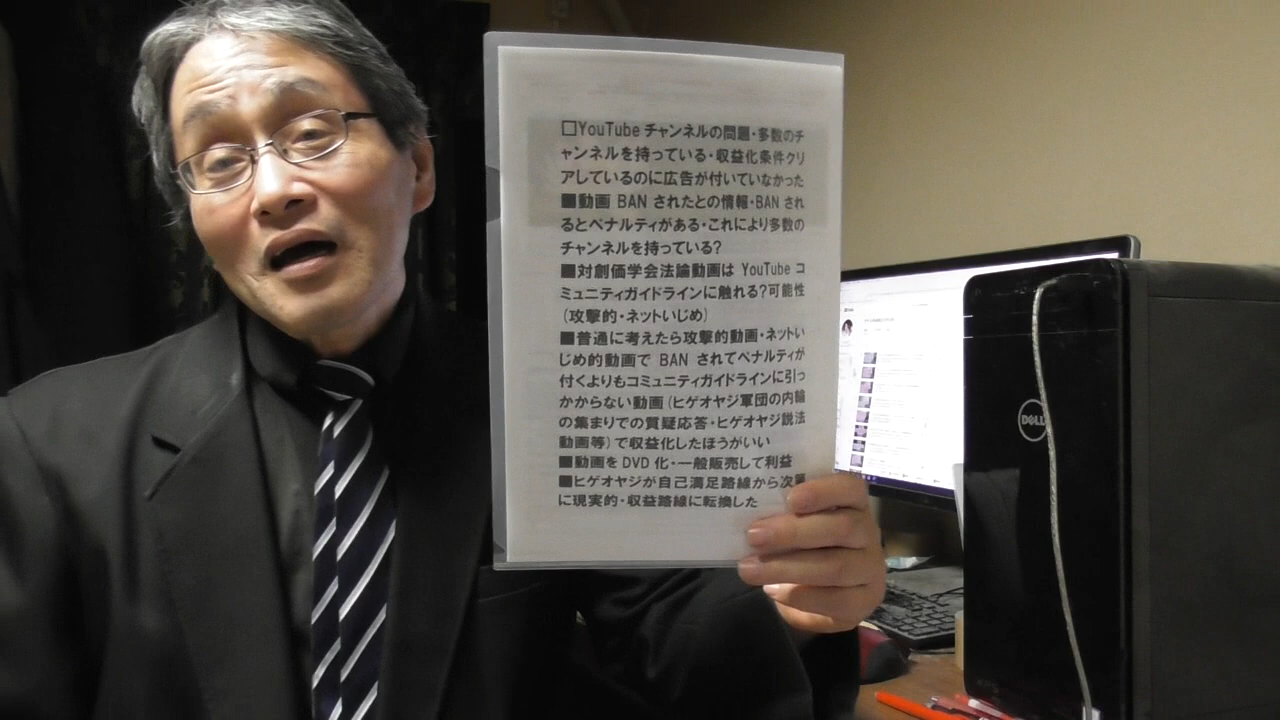 □YouTubeチャンネルの問題・多数のチ
ャンネルを持っている・収益化条件クリ
アしているのに広告が付いていなかった
■動画 BAN されたとの情報・BAN され
るとペナルティがある・これにより多数の
チャンネルを持っている?
■対創価学会法論動画は YouTube コ
ミュニティガイドラインに触れる?可能性
(攻撃的・ネットいじめ)
■普通に考えたら攻撃的動画・ネットい
じめ的動画で BAN されてペナルティが
付くよりもコミュニティガイドラインに引っ
かからない動画(ヒゲオヤジ軍団の内輪
の集まりでの質疑応答・ヒゲオヤジ説法
動画等)で収益化したほうがいい
■動画をDVD 化・一般販売して利益
■ヒゲオヤジが自己満足路線から次第
に現実的・収益路線に転換した
DELL